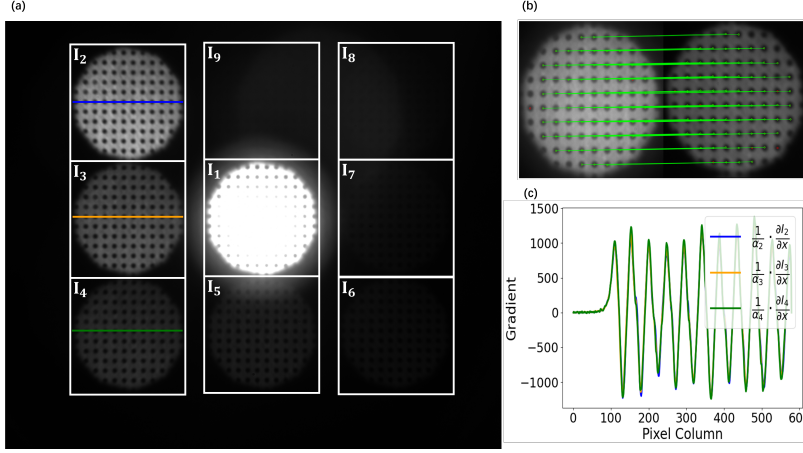 (a)
I₂
I₉
I₈
I₃
I₁
I₇
I₄
I₅
I₆
(b)
(c)
1500
1000
500
0
−500
−1000
Gradient
1/α₂ · ∂I₂/∂x
1/α₃ · ∂I₃/∂x
1/α₄ · ∂I₄/∂x
0 100 200 300 400 500 60
Pixel Column